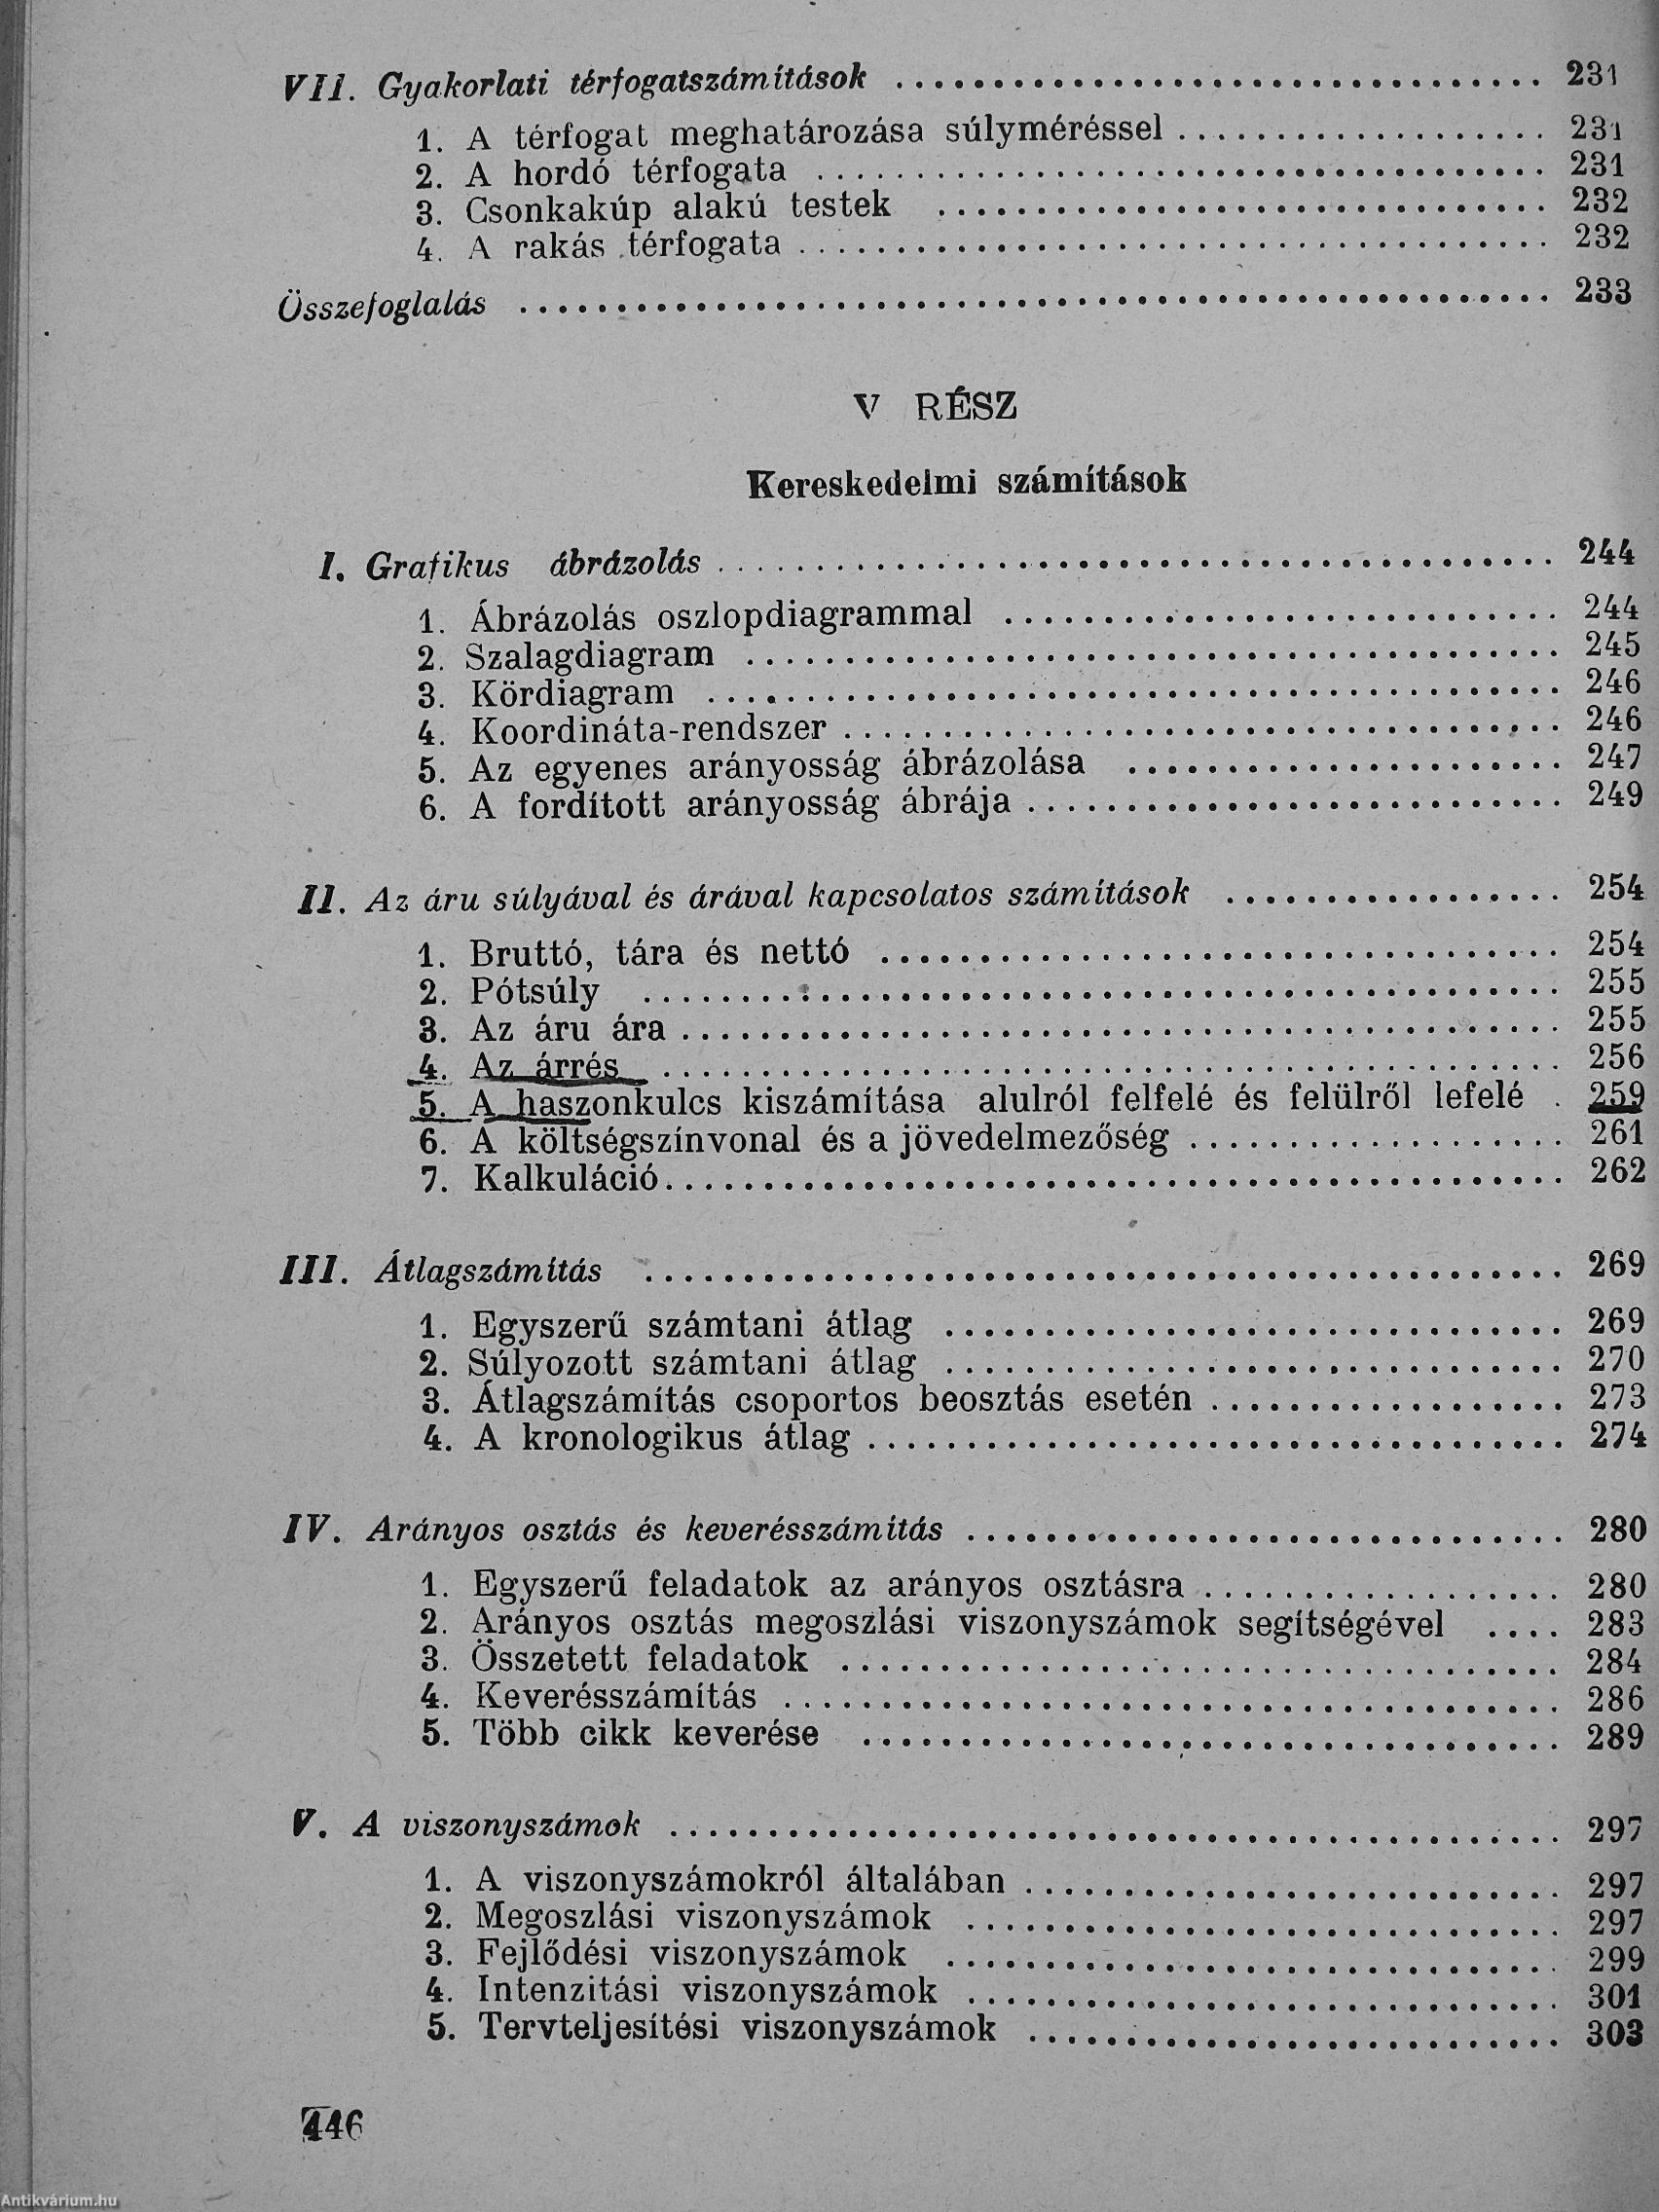 VII. Gyakorlati térfogatszámítások ................................ 231
1. A térfogat meghatározása súlyméréssel ................... 231
2. A hordó térfogata ..................................... 231
3. Csonkakúp alakú testek ............................... 232
4. A rakás térfogata ...................................... 232
Összefoglalás ..................................................... 233
V RÉSZ
Kereskedelmi számítások
I. Grafikus ábrázolás .......................................... 244
1. Ábrázolás oszlopdiagrammal ............................ 244
2. Szalagdiagram ......................................... 245
3. Kördiagram ........................................... 246
4. Koordináta-rendszer .................................... 246
5. Az egyenes arányosság ábrázolása ...................... 247
6. A fordított arányosság ábrája ........................... 249
II. Az áru súlyával és árával kapcsolatos számítások ................. 254
1. Bruttó, tára és nettó .................................. 254
2. Pótsúly .............................................. 255
3. Az áru ára ............................................ 255
4. Az árrés ............................................. 256
5. A haszonkulcs kiszámítása alulról felfelé és felülről lefelé . 259
6. A költségszínvonal és a jövedelmezőség ................... 261
7. Kalkuláció ............................................. 262
III. Átlagszámítás .............................................. 269
1. Egyszerű számtani átlag ............................... 269
2. Súlyozott számtani átlag ............................... 270
3. Átlagszámítás csoportos beosztás esetén .................. 273
4. A kronologikus átlag ................................... 274
IV. Arányos osztás és keverésszámítás .............................. 280
1. Egyszerű feladatok az arányos osztásra .................. 280
2. Arányos osztás megoszlási viszonyszámok segítségével .... 283
3. Összetett feladatok .................................... 284
4. Keverésszámítás ....................................... 286
5. Több cikk keverése ................................... 289
V. A viszonyszámok ............................................. 297
1. A viszonyszámokról általában ........................... 297
2. Megoszlási viszonyszámok .............................. 297
3. Fejlődési viszonyszámok ............................... 299
4. Intenzitási viszonyszámok .............................. 301
5. Tervteljesítési viszonyszámok ........................... 303
446
Antikvárium.hu